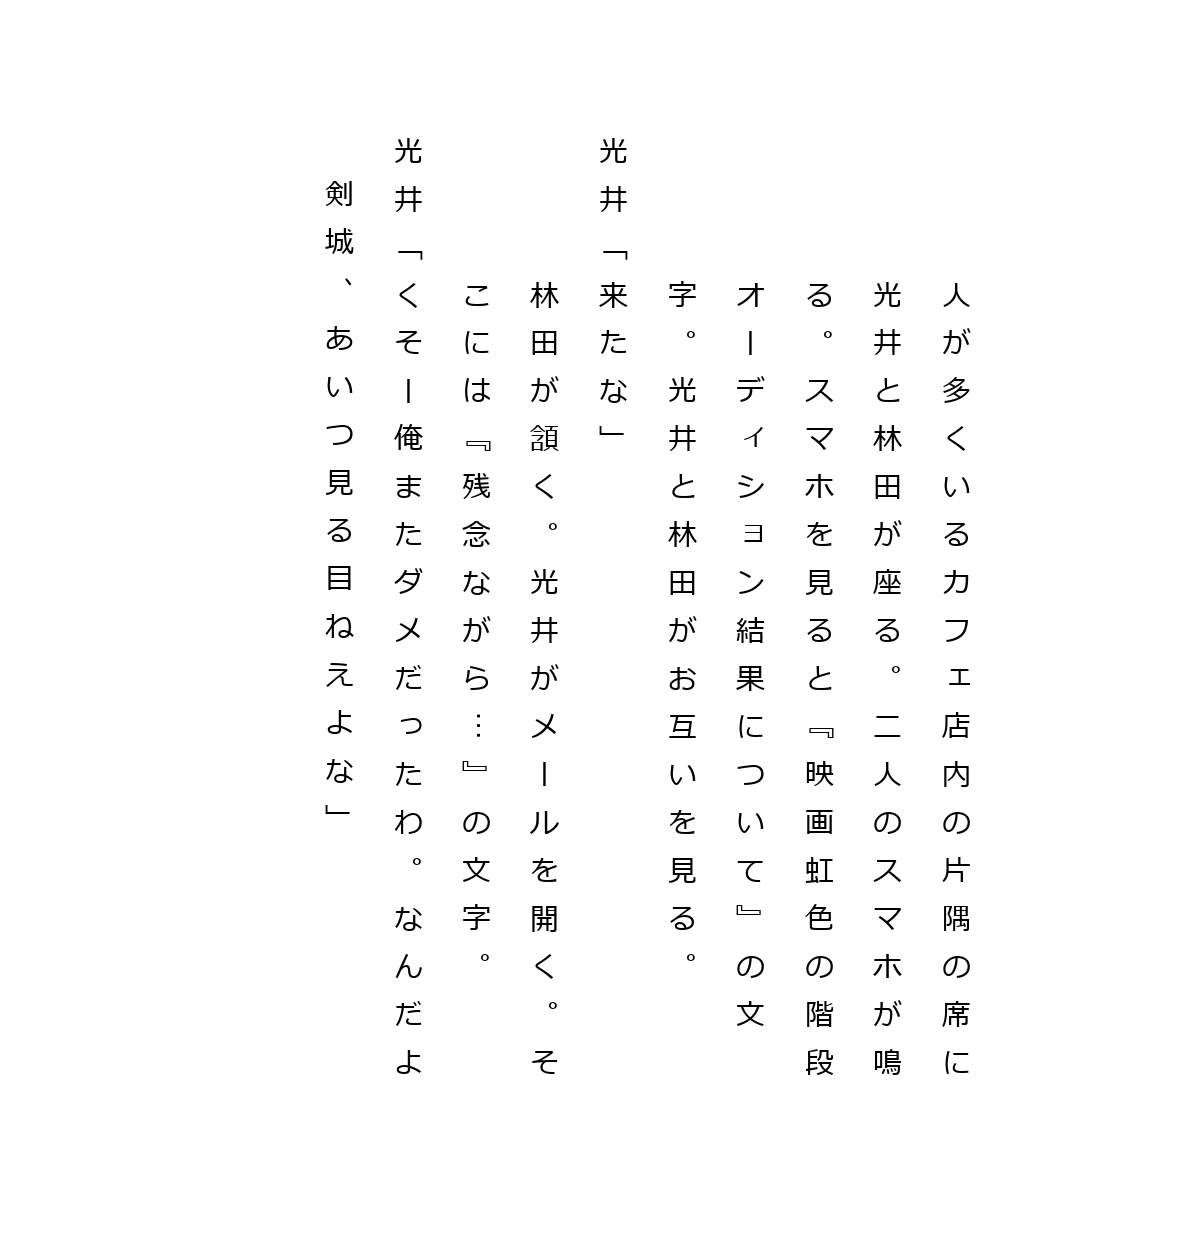 人が多くいるカフェ店内の片隅の席に
光井と林田が座る。二人のスマホが鳴
る。スマホを見ると『映画虹色の階段
オーディション結果について』の文
字。光井と林田がお互いを見る。
光井「来たな」
林田が頷く。光井がメールを開く。そ
こには『残念ながら…』の文字。
光井「くそー俺またダメだったわ。なんだよ
剣城、あいつ見る目ねえよな」